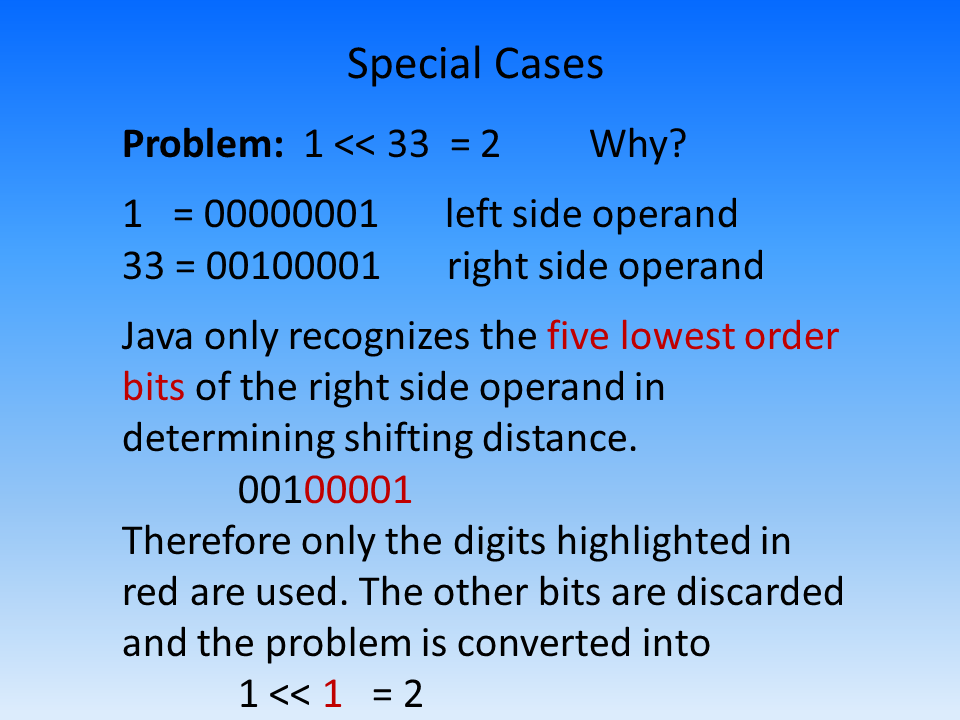 Special Cases
Problem: 1 << 33 = 2 Why?
1 = 00000001 left side operand
33 = 00100001 right side operand
Java only recognizes the five lowest order
bits of the right side operand in
determining shifting distance.
00100001
Therefore only the digits highlighted in
red are used. The other bits are discarded
and the problem is converted into
1 << 1 = 2